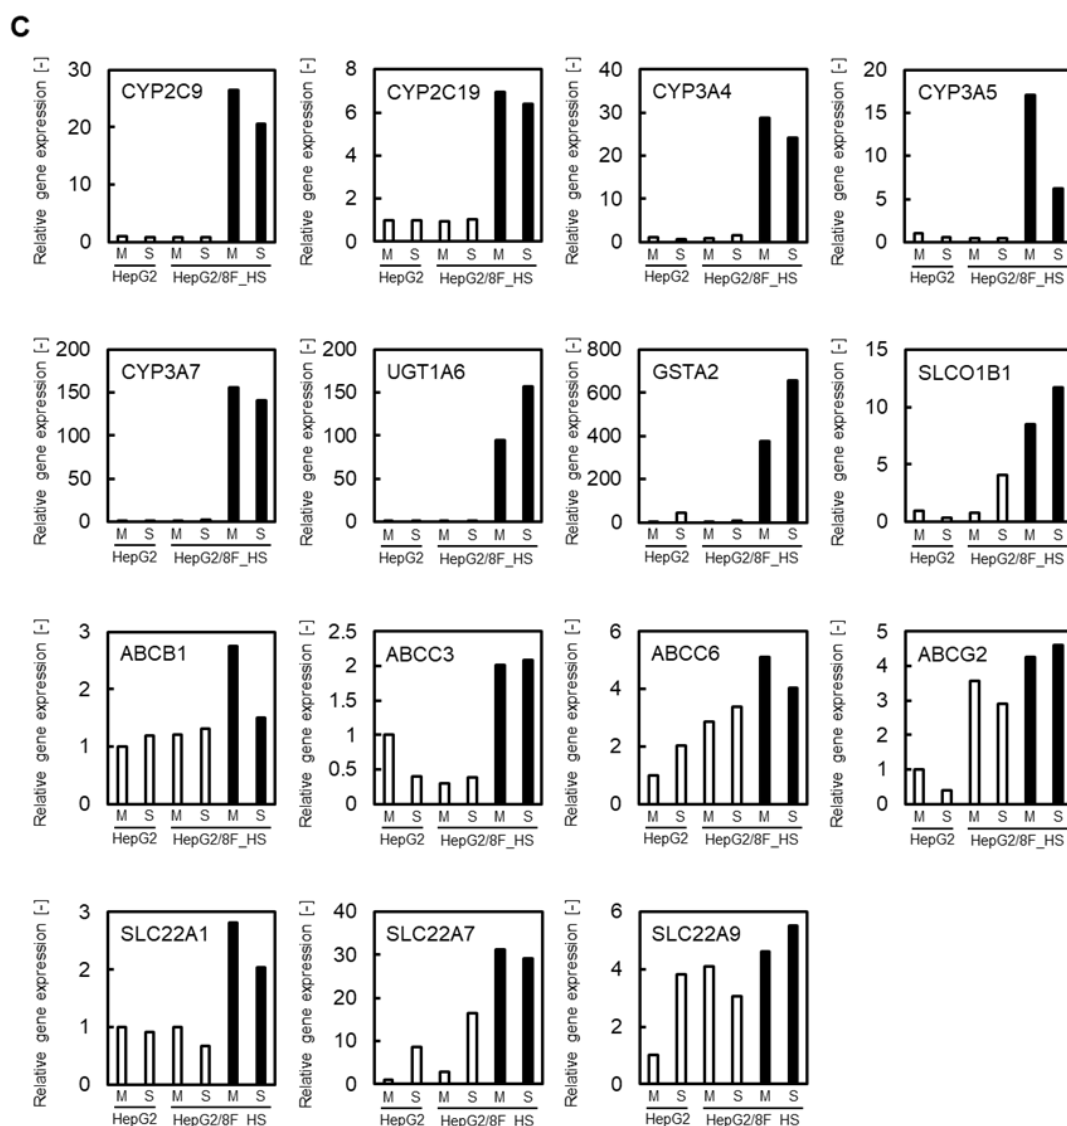 C
Relative gene expression [-]
30
20
10
0
CYP2C9
M S M S M S
HepG2 HepG2/8F_HS
Relative gene expression [-]
8
6
4
2
0
CYP2C19
M S M S M S
HepG2 HepG2/8F_HS
Relative gene expression [-]
40
30
20
10
0
CYP3A4
M S M S M S
HepG2 HepG2/8F_HS
Relative gene expression [-]
20
15
10
5
0
CYP3A5
M S M S M S
HepG2 HepG2/8F_HS
Relative gene expression [-]
200
150
100
50
0
CYP3A7
M S M S M S
HepG2 HepG2/8F_HS
Relative gene expression [-]
200
150
100
50
0
UGT1A6
M S M S M S
HepG2 HepG2/8F_HS
Relative gene expression [-]
800
600
400
200
0
GSTA2
M S M S M S
HepG2 HepG2/8F_HS
Relative gene expression [-]
15
10
5
0
SLCO1B1
M S M S M S
HepG2 HepG2/8F_HS
Relative gene expression [-]
3
2
1
0
ABCB1
M S M S M S
HepG2 HepG2/8F_HS
Relative gene expression [-]
2.5
2
1.5
1
0.5
0
ABCC3
M S M S M S
HepG2 HepG2/8F_HS
Relative gene expression [-]
6
4
2
0
ABCC6
M S M S M S
HepG2 HepG2/8F_HS
Relative gene expression [-]
5
4
3
2
1
0
ABCG2
M S M S M S
HepG2 HepG2/8F_HS
Relative gene expression [-]
3
2
1
0
SLC22A1
M S M S M S
HepG2 HepG2/8F HS
Relative gene expression [-]
40
30
20
10
0
SLC22A7
M S M S M S
HepG2 HepG2/8F HS
Relative gene expression [-]
6
4
2
0
SLC22A9
M S M S M S
HepG2 HepG2/8F HS